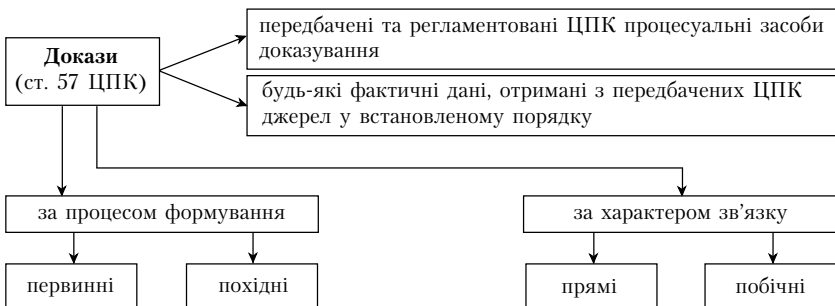 Докази
(ст. 57 ЦПК)
передбачені та регламентовані ЦПК процесуальні засоби
доказування
будь-які фактичні дані, отримані з передбачених ЦПК
джерел у встановленому порядку
за процесом формування
за характером зв'язку
первинні
похідні
прямі
побічні